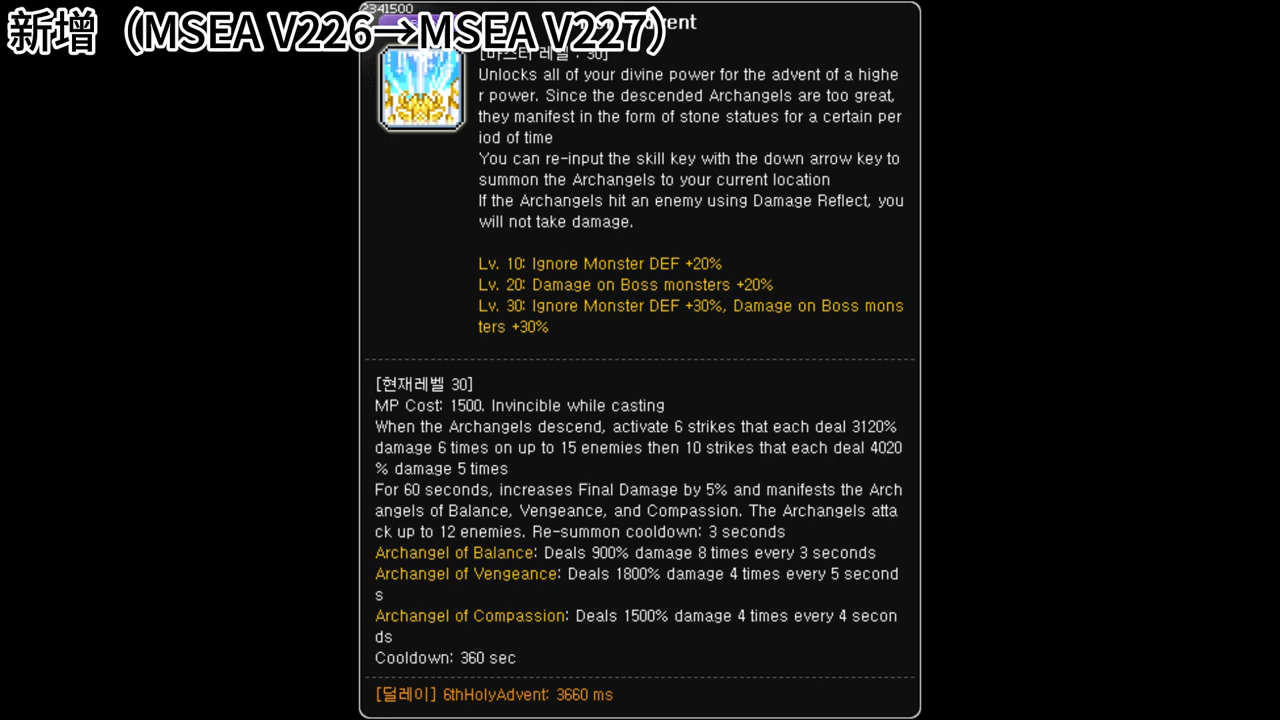 2341500
新增（MSEA V226→MSEA V227）
[마스터 레벨 : 30]
Unlocks all of your divine power for the advent of a highe
r power. Since the descended Archangels are too great,
they manifest in the form of stone statues for a certain per
iod of time
You can re-input the skill key with the down arrow key to
summon the Archangels to your current location
If the Archangels hit an enemy using Damage Reflect, you
will not take damage.
Lv. 10: Ignore Monster DEF +20%
Lv. 20: Damage on Boss monsters +20%
Lv. 30: Ignore Monster DEF +30%, Damage on Boss mons
ters +30%
[현재레벨 30]
MP Cost: 1500. Invincible while casting
When the Archangels descend, activate 6 strikes that each deal 3120%
damage 6 times on up to 15 enemies then 10 strikes that each deal 4020
% damage 5 times
For 60 seconds, increases Final Damage by 5% and manifests the Arch
angels of Balance, Vengeance, and Compassion. The Archangels atta
ck up to 12 enemies. Re-summon cooldown: 3 seconds
Archangel of Balance: Deals 900% damage 8 times every 3 seconds
Archangel of Vengeance: Deals 1800% damage 4 times every 5 second
s
Archangel of Compassion: Deals 1500% damage 4 times every 4 secon
ds
Cooldown: 360 sec
[딜레이] 6thHolyAdvent: 3660 ms